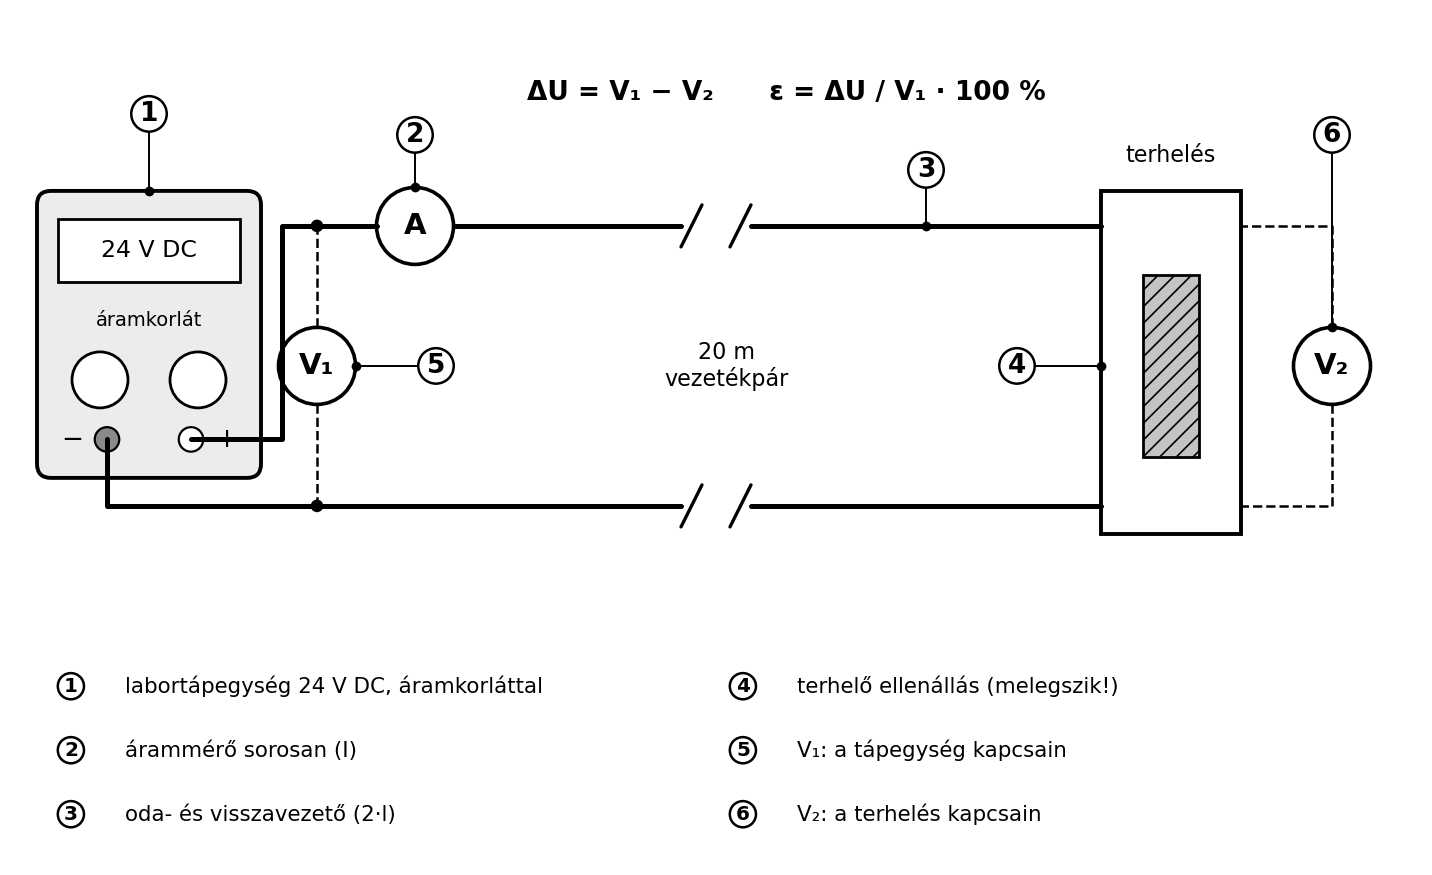 ΔU = V₁ − V₂  ε = ΔU / V₁ · 100 %
1
2
6
3
terhelés
24 V DC
A
áramkorlát
V₁
5
20 m
vezetékpár
4
V₂
− +
1 labortápegység 24 V DC, áramkorláttal
2 árammérő sorosan (I)
3 oda- és visszavezető (2·l)
4 terhelő ellenállás (melegszik!)
5 V₁: a tápegység kapcsain
6 V₂: a terhelés kapcsain